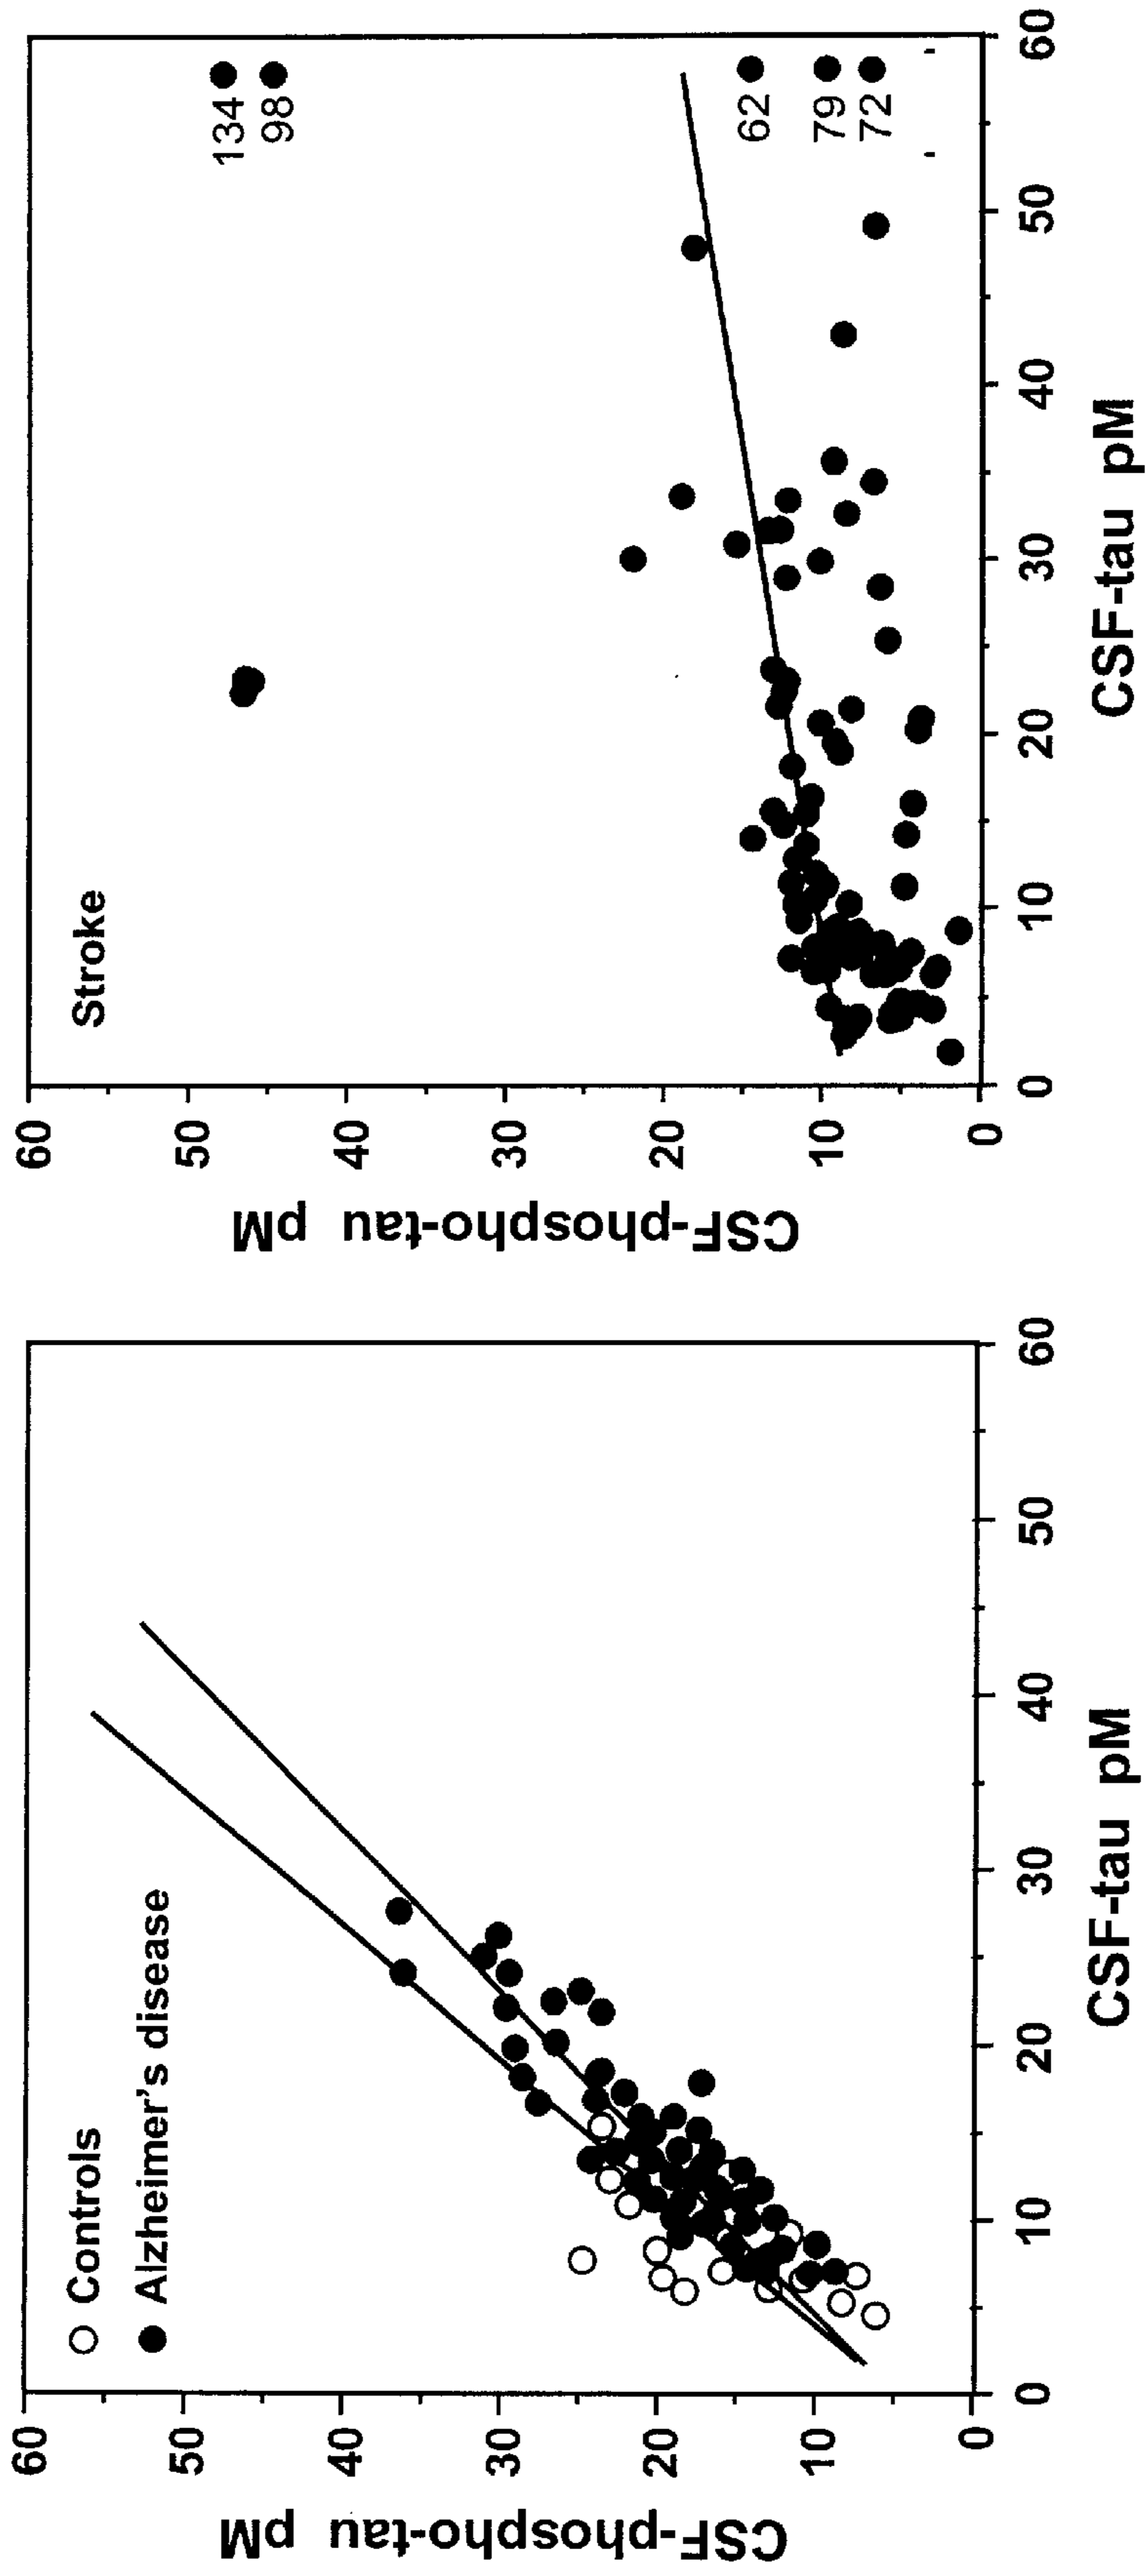 Controls
Alzheimer's disease
60
50
40
30
20
10
0
CSF-phospho-tau pM
0 10 20 30 40 50 60
CSF-tau pM
Stroke
134
98
62
79
72
60
50
40
30
20
10
0
CSF-phospho-tau pM
0 10 20 30 40 50 60
CSF-tau pM